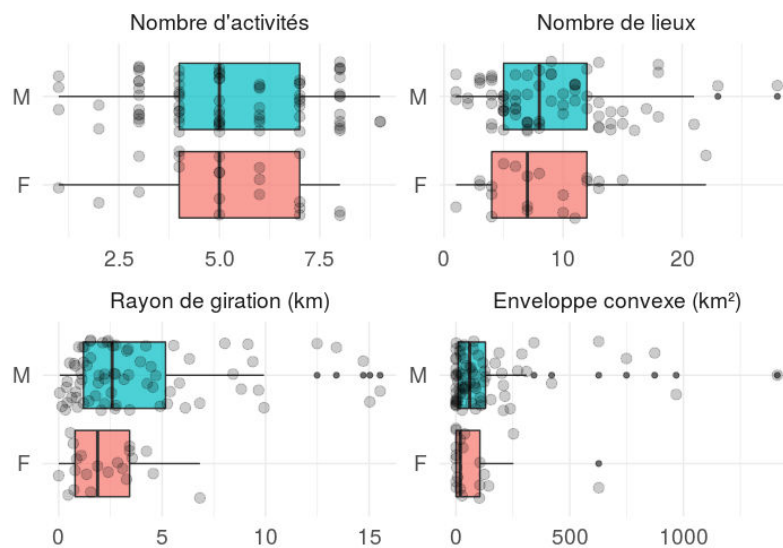 Nombre d'activités
Nombre de lieux
M
F
2.5 5.0 7.5
M
F
0 10 20
Rayon de giration (km)
Enveloppe convexe (km²)
M
F
0 5 10 15
M
F
0 500 1000